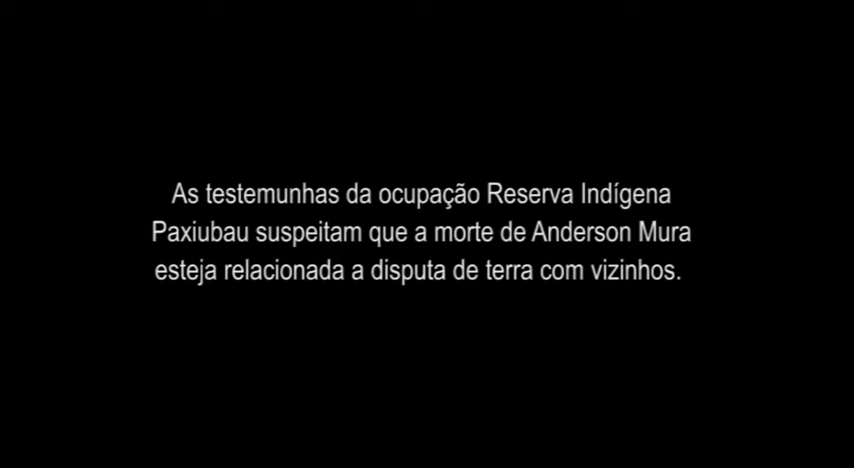 As testemunhas da ocupação Reserva Indígena
Paxiubau suspeitam que a morte de Anderson Mura
esteja relacionada a disputa de terra com vizinhos.